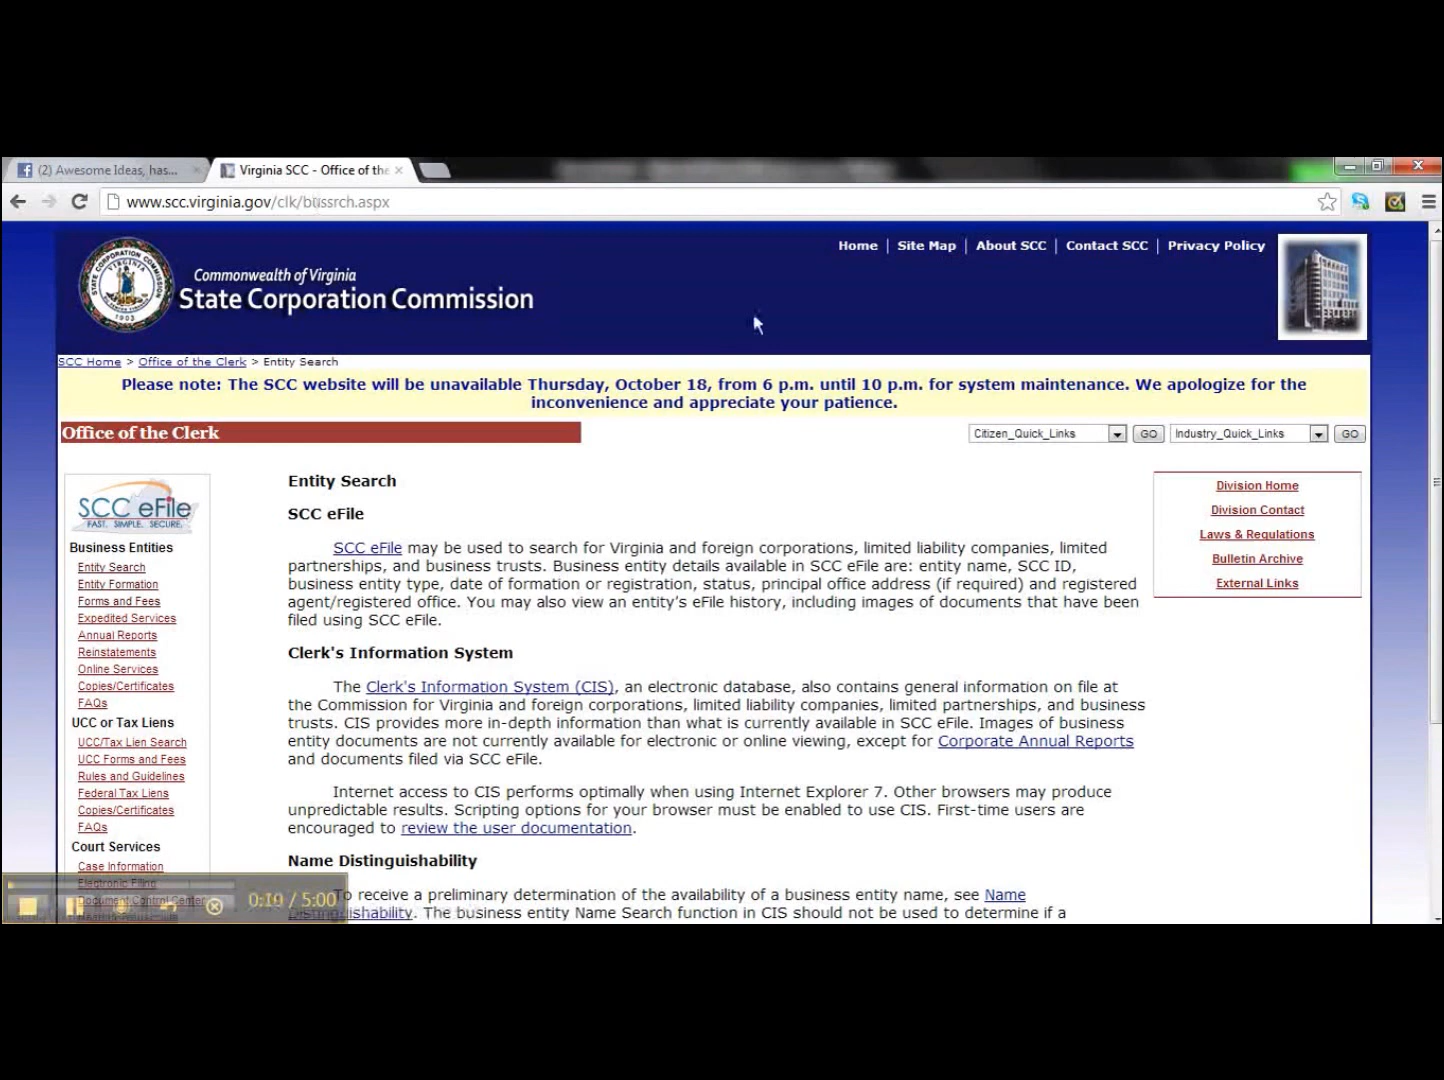 (2) Awesome Ideas, has...
Virginia SCC - Office of the
www.scc.virginia.gov/clk/bussrch.aspx
Home | Site Map | About SCC | Contact SCC | Privacy Policy
Commonwealth of Virginia
State Corporation Commission
STATE CORPORATION COMMISSION
VIRGINIA
1903
SCC Home > Office of the Clerk > Entity Search
Please note: The SCC website will be unavailable Thursday, October 18, from 6 p.m. until 10 p.m. for system maintenance. We apologize for the
inconvenience and appreciate your patience.
Office of the Clerk
Citizen_Quick_Links GO Industry_Quick_Links GO
SCC eFile
FAST. SIMPLE. SECURE.
Business Entities
Entity Search
Entity Formation
Forms and Fees
Expedited Services
Annual Reports
Reinstatements
Online Services
Copies/Certificates
FAQs
UCC or Tax Liens
UCC/Tax Lien Search
UCC Forms and Fees
Rules and Guidelines
Federal Tax Liens
Copies/Certificates
FAQs
Court Services
Case Information
Electronic Filing
Document Control Center
0:10 / 5:00
Entity Search
SCC eFile
SCC eFile may be used to search for Virginia and foreign corporations, limited liability companies, limited
partnerships, and business trusts. Business entity details available in SCC eFile are: entity name, SCC ID,
business entity type, date of formation or registration, status, principal office address (if required) and registered
agent/registered office. You may also view an entity's eFile history, including images of documents that have been
filed using SCC eFile.
Clerk's Information System
The Clerk's Information System (CIS), an electronic database, also contains general information on file at
the Commission for Virginia and foreign corporations, limited liability companies, limited partnerships, and business
trusts. CIS provides more in-depth information than what is currently available in SCC eFile. Images of business
entity documents are not currently available for electronic or online viewing, except for Corporate Annual Reports
and documents filed via SCC eFile.
Internet access to CIS performs optimally when using Internet Explorer 7. Other browsers may produce
unpredictable results. Scripting options for your browser must be enabled to use CIS. First-time users are
encouraged to review the user documentation.
Name Distinguishability
To receive a preliminary determination of the availability of a business entity name, see Name
Distinguishability. The business entity Name Search function in CIS should not be used to determine if a
Division Home
Division Contact
Laws & Regulations
Bulletin Archive
External Links